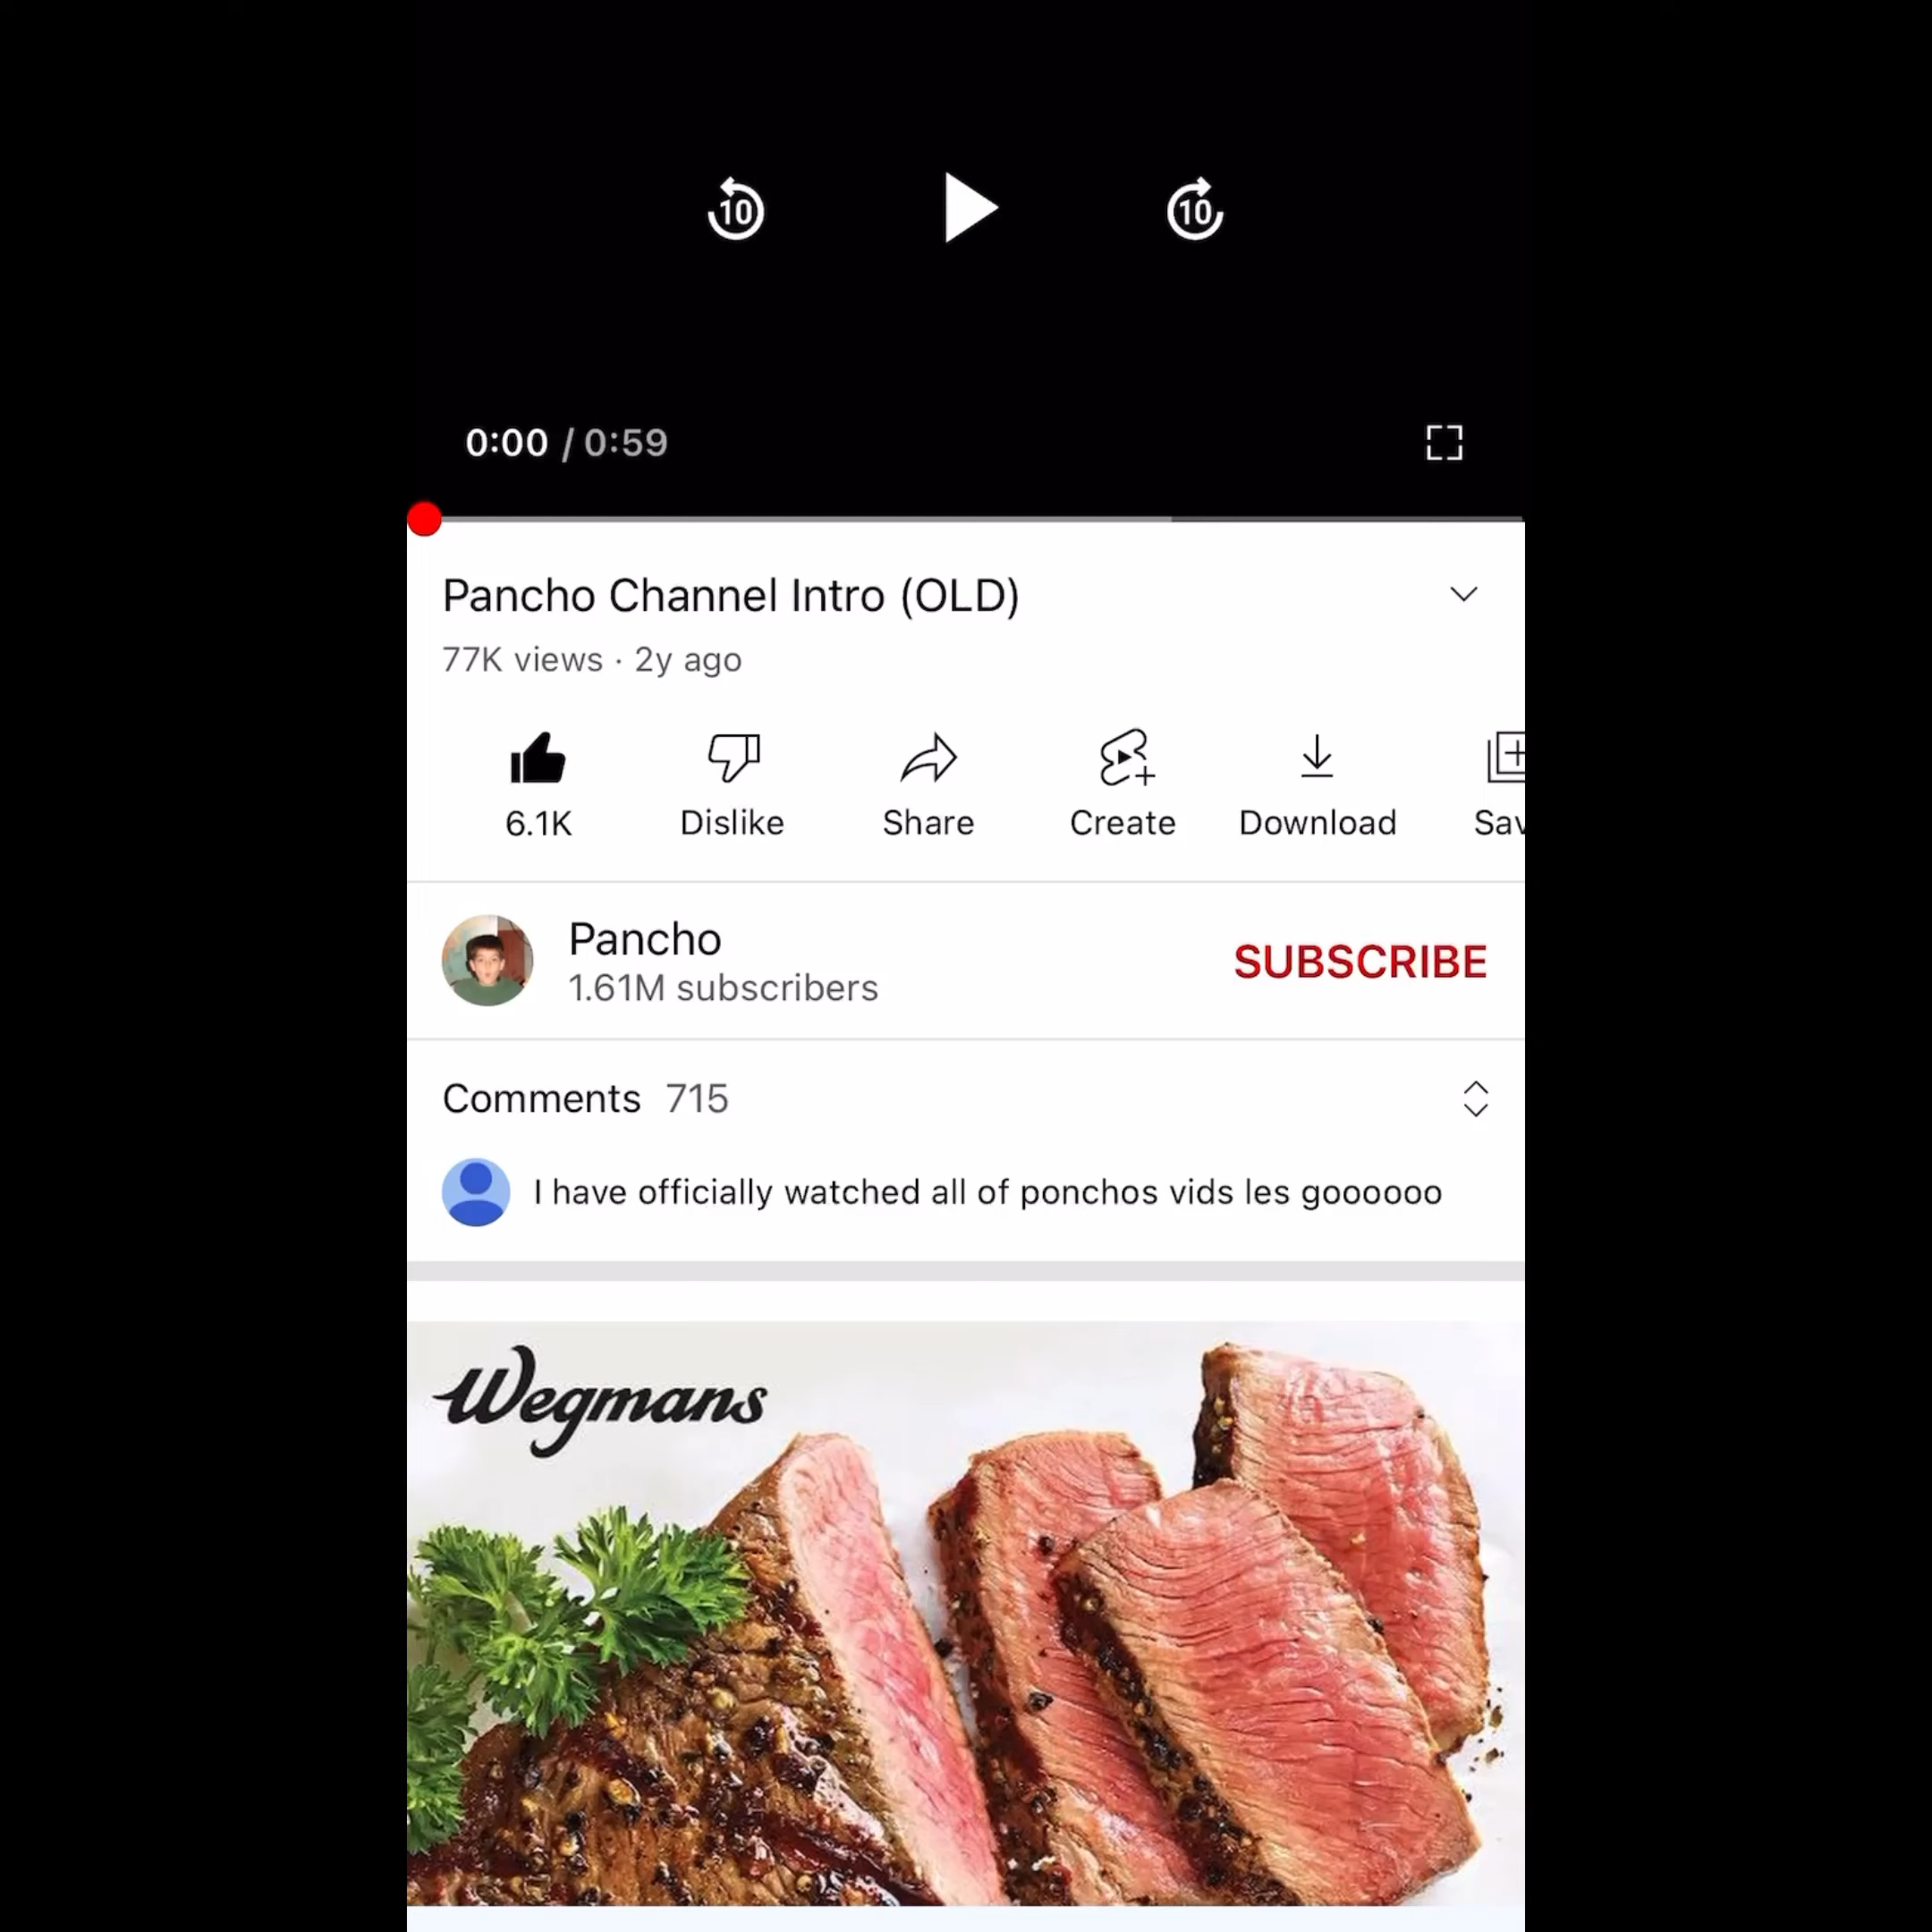 10
10
0:00 / 0:59
Pancho Channel Intro (OLD)
77K views · 2y ago
6.1K
Dislike
Share
Create
Download
Sav
Pancho
1.61M subscribers
SUBSCRIBE
Comments 715
I have officially watched all of ponchos vids les goooooo
Wegmans